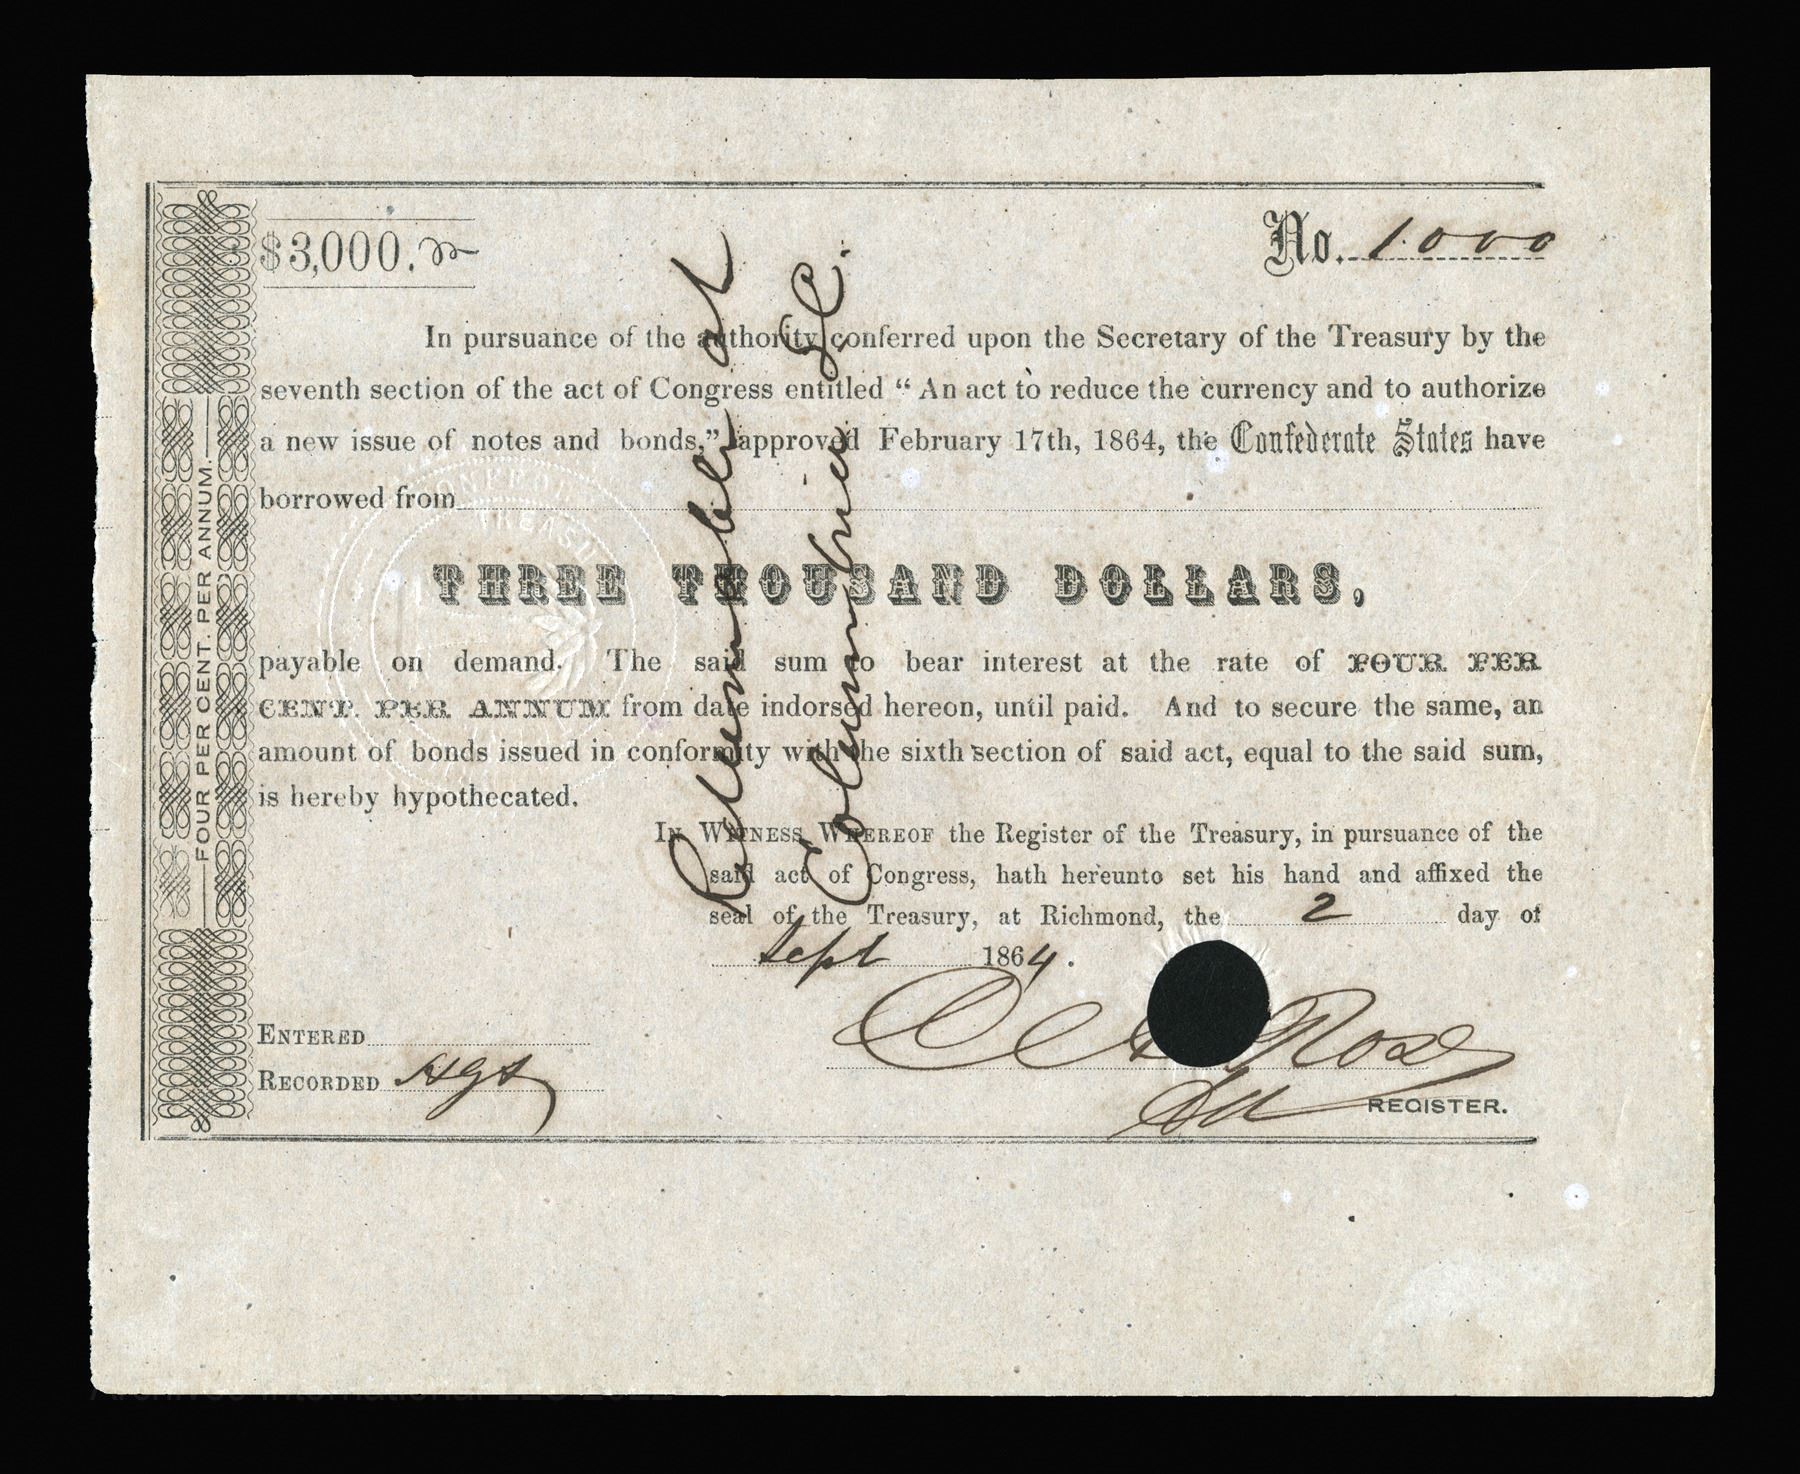 $3,000.
No. 1000
In pursuance of the authority conferred upon the Secretary of the Treasury by the
seventh section of the act of Congress entitled “ An act to reduce the currency and to authorize
a new issue of notes and bonds,” approved February 17th, 1864, the Confederate States have
borrowed from
THREE THOUSAND DOLLARS,
payable on demand. The said sum to bear interest at the rate of FOUR PER
CENT. PER ANNUM from date indorsed hereon, until paid. And to secure the same, an
amount of bonds issued in conformity with the sixth section of said act, equal to the said sum,
is hereby hypothecated.
IN WITNESS WHEREOF the Register of the Treasury, in pursuance of the
said act of Congress, hath hereunto set his hand and affixed the
seal of the Treasury, at Richmond, the 2 day of
Sept 1864.
ENTERED
RECORDED
Rose
REGISTER.
FOUR PER CENT. PER ANNUM.
Redeemable at
Columbia S.C.
TREAS